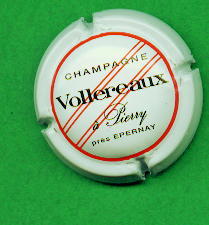 CHAMPAGNE
Vollereaux
à Pierry
près EPERNAY